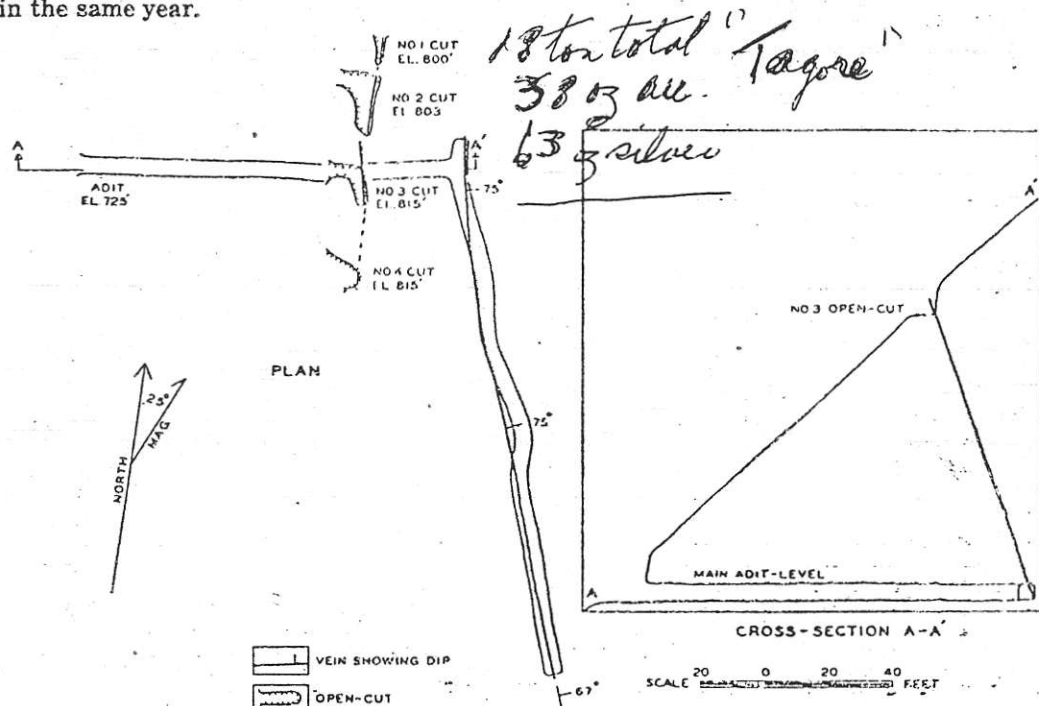 in the same year.
18 ton total "Tagore"
38 oz au.
63 oz silver
NO 1 CUT
EL. 800'
NO 2 CUT
EL 803
A
A'
ADIT
EL. 725'
NO 3 CUT
EL. 815'
75°
NO 4 CUT
EL 815'
PLAN
25°
NORTH
MAG
75°
67°
VEIN SHOWING DIP
OPEN-CUT
A'
NO 3 OPEN-CUT
MAIN ADIT-LEVEL
A
CROSS-SECTION A-A'
SCALE 20 0 20 40 FEET